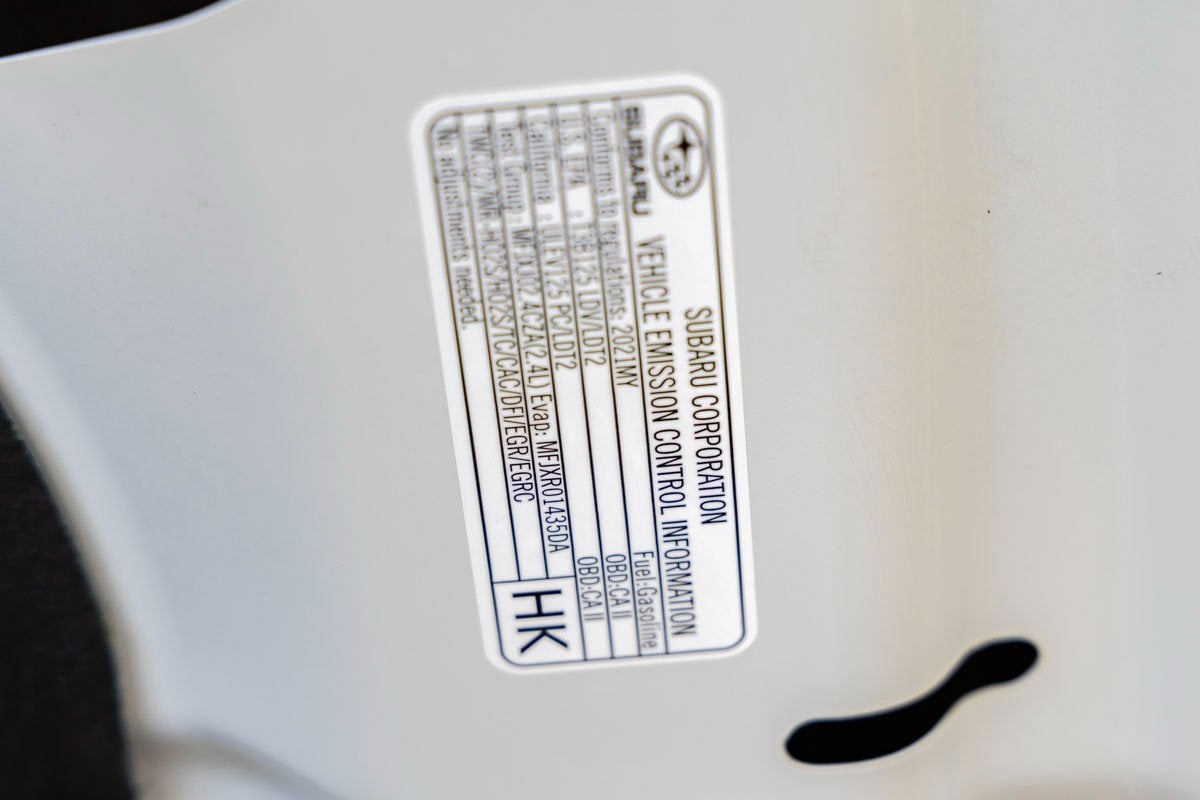 SUBARU CORPORATION
SUBARU VEHICLE EMISSION CONTROL INFORMATION
Conforms to regulations: 2021MY Fuel:Gasoline
U.S. EPA : T3B125 LDV/LDT2 OBD:CA II
California : ULEV125 PC/LDT2 OBD:CA II
Test Group: MFJXJ02.4CZA(2.4L) Evap: MFJXR01435DA
TWC/2/WR-HO2S/HO2S/TC/CAC/DFI/EGR/EGRC
No adjustments needed.
HK